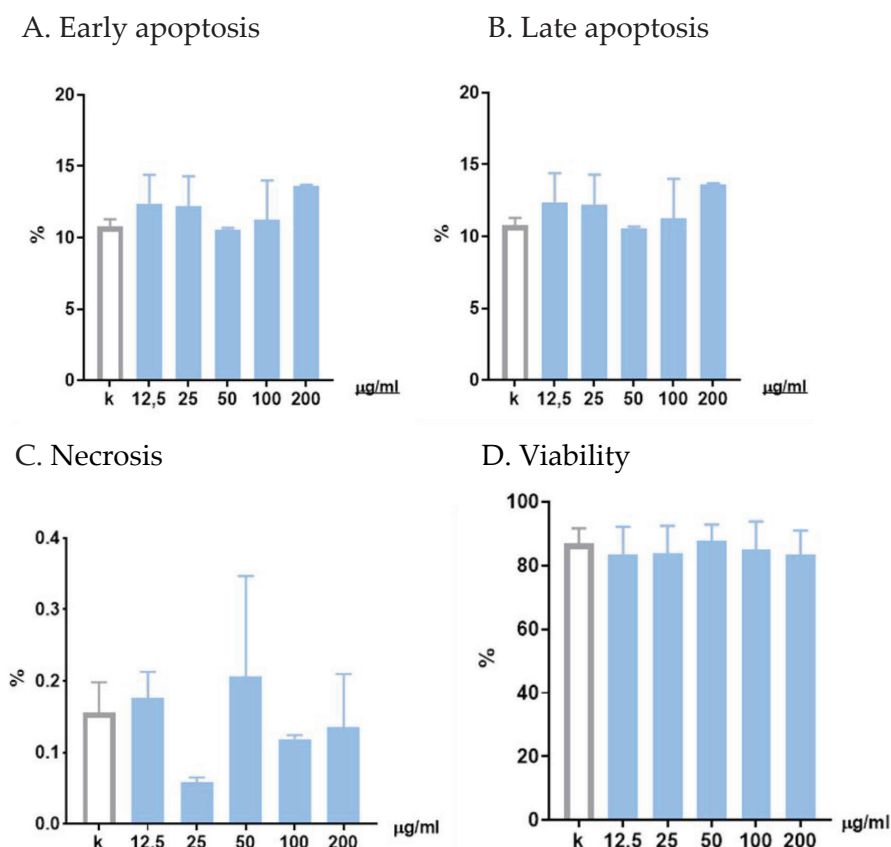 A. Early apoptosis
B. Late apoptosis
20
15
10
5
0
%
k 12,5 25 50 100 200
µg/ml
20
15
10
5
0
%
k 12,5 25 50 100 200
µg/ml
C. Necrosis
D. Viability
0.4
0.3
0.2
0.1
0.0
%
k 12,5 25 50 100 200
µg/ml
100
80
60
40
20
0
%
k 12,5 25 50 100 200
µg/ml